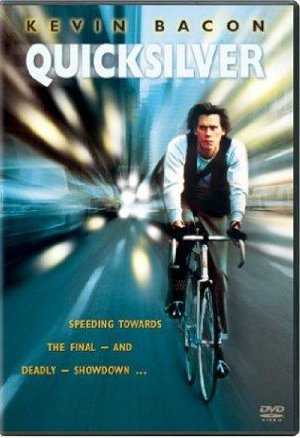 KEVIN BACON
QUICKSILVER
SPEEDING TOWARDS
THE FINAL – AND
DEADLY – SHOWDOWN ...
DVD
VIDEO